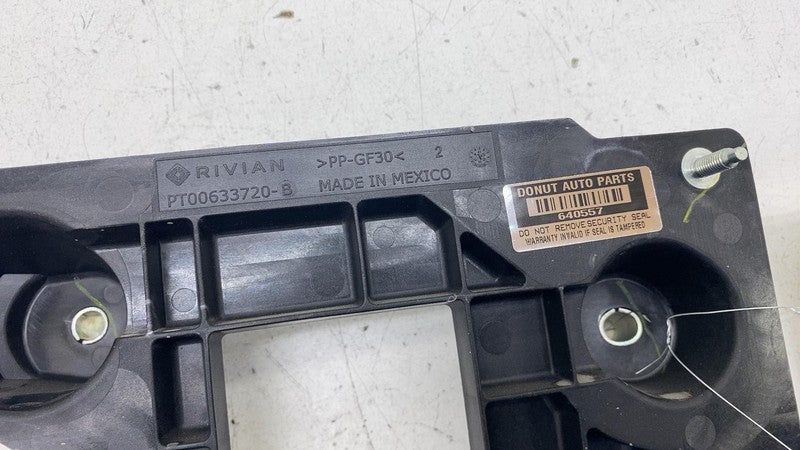 RIVIAN >PP-GF30< 2
PT00633720-B MADE IN MEXICO
DONUT AUTO PARTS
640557
DO NOT REMOVE SECURITY SEAL
WARRANTY INVALID IF SEAL IS TAMPERED